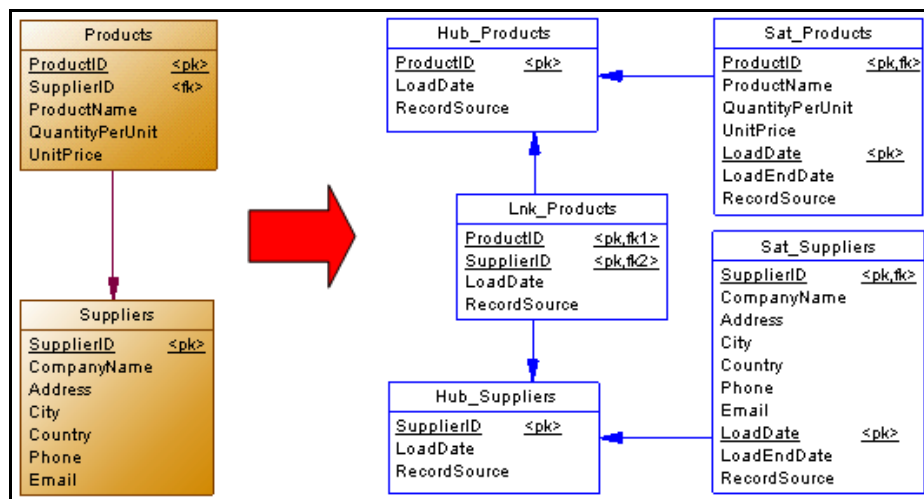 Products
ProductID <pk>
SupplierID <fk>
ProductName
QuantityPerUnit
UnitPrice
Suppliers
SupplierID <pk>
CompanyName
Address
City
Country
Phone
Email
Hub_Products
ProductID <pk>
LoadDate
RecordSource
Lnk_Products
ProductID <pk,fk1>
SupplierID <pk,fk2>
LoadDate
RecordSource
Hub_Suppliers
SupplierID <pk>
LoadDate
RecordSource
Sat_Products
ProductID <pk,fk>
ProductName
QuantityPerUnit
UnitPrice
LoadDate <pk>
LoadEndDate
RecordSource
Sat_Suppliers
SupplierID <pk,fk>
CompanyName
Address
City
Country
Phone
Email
LoadDate <pk>
LoadEndDate
RecordSource